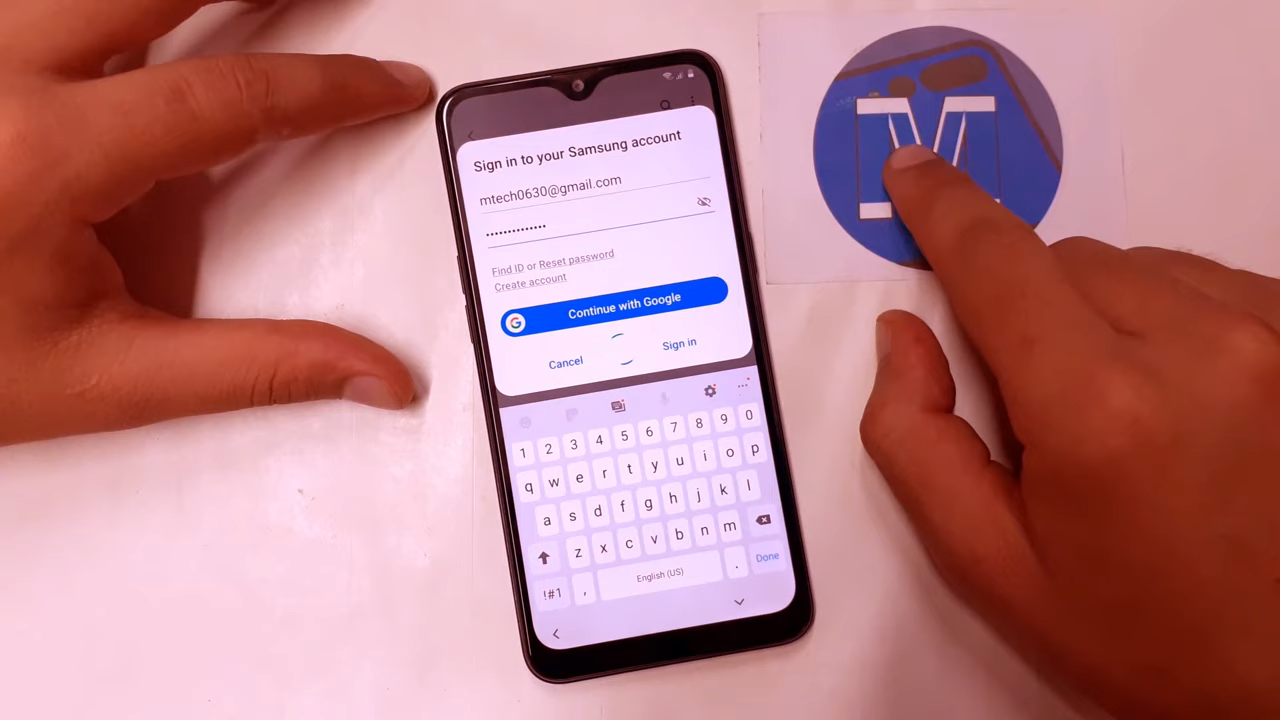 Sign in to your Samsung account
mtech0630@gmail.com
••••••••••••••
Find ID or Reset password
Create account
G Continue with Google
Cancel Sign in
1 2 3 4 5 6 7 8 9 0
q w e r t y u i o p
a s d f g h j k l
z x c v b n m
!#1 , English (US) . Done